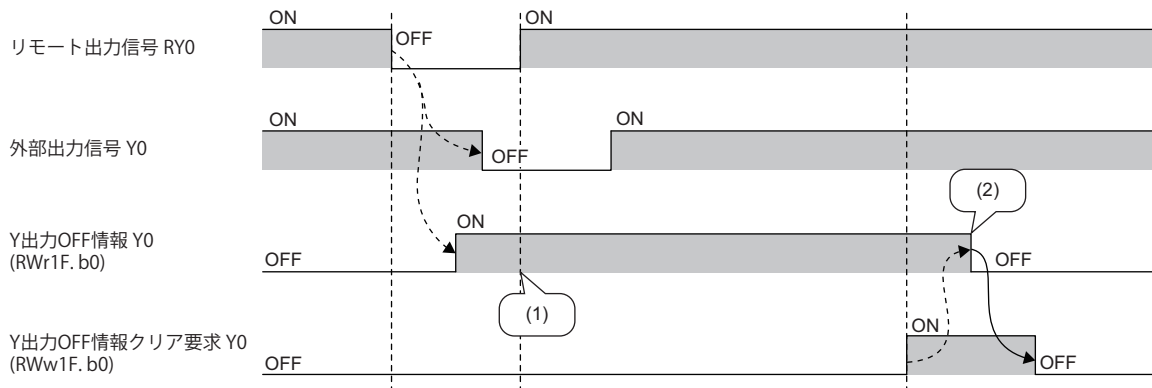 ON
OFF
ON
リモート出力信号 RY0
ON
ON
外部出力信号 Y0
OFF
(2)
ON
Y出力OFF情報 Y0
(RWr1F. b0)
OFF
OFF
(1)
ON
Y出力OFF情報クリア要求 Y0
(RWw1F. b0)
OFF
OFF